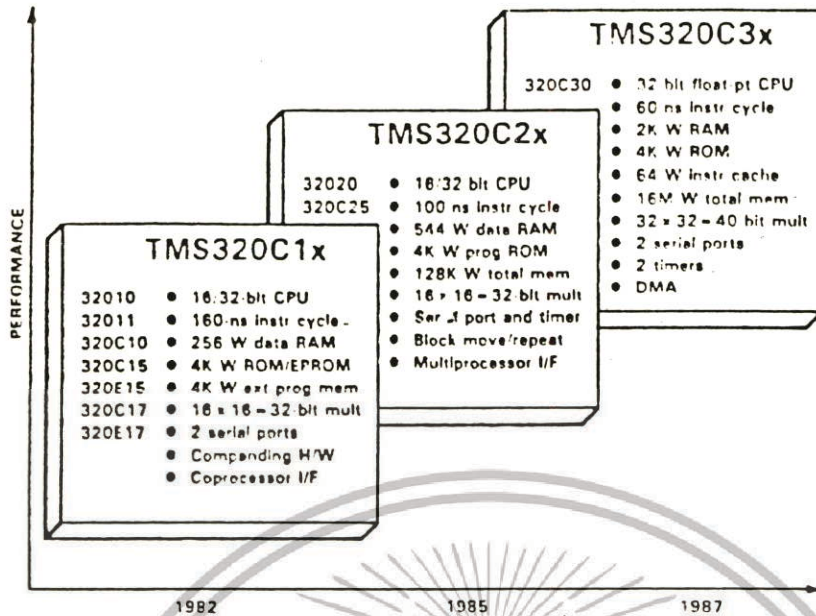 PERFORMANCE
TMS320C1x
32010 • 16/32-bit CPU
32011 • 160-ns instr cycle
320C10 • 256 W data RAM
320C15 • 4K W ROM/EPROM
320E15 • 4K W ext prog mem
320C17 • 16 x 16 = 32-bit mult
320E17 • 2 serial ports
• Companding H/W
• Coprocessor I/F
TMS320C2x
32020 • 16/32 bit CPU
320C25 • 100 ns instr cycle
• 544 W data RAM
• 4K W prog ROM
• 128K W total mem
• 16 x 16 = 32-bit mult
• Serial port and timer
• Block move/repeat
• Multiprocessor I/F
TMS320C3x
320C30 • 32 bit float-pt CPU
• 60 ns instr cycle
• 2K W RAM
• 4K W ROM
• 64 W instr cache
• 16M W total mem
• 32 x 32 = 40 bit mult
• 2 serial ports
• 2 timers
• DMA
1982 1985 1987